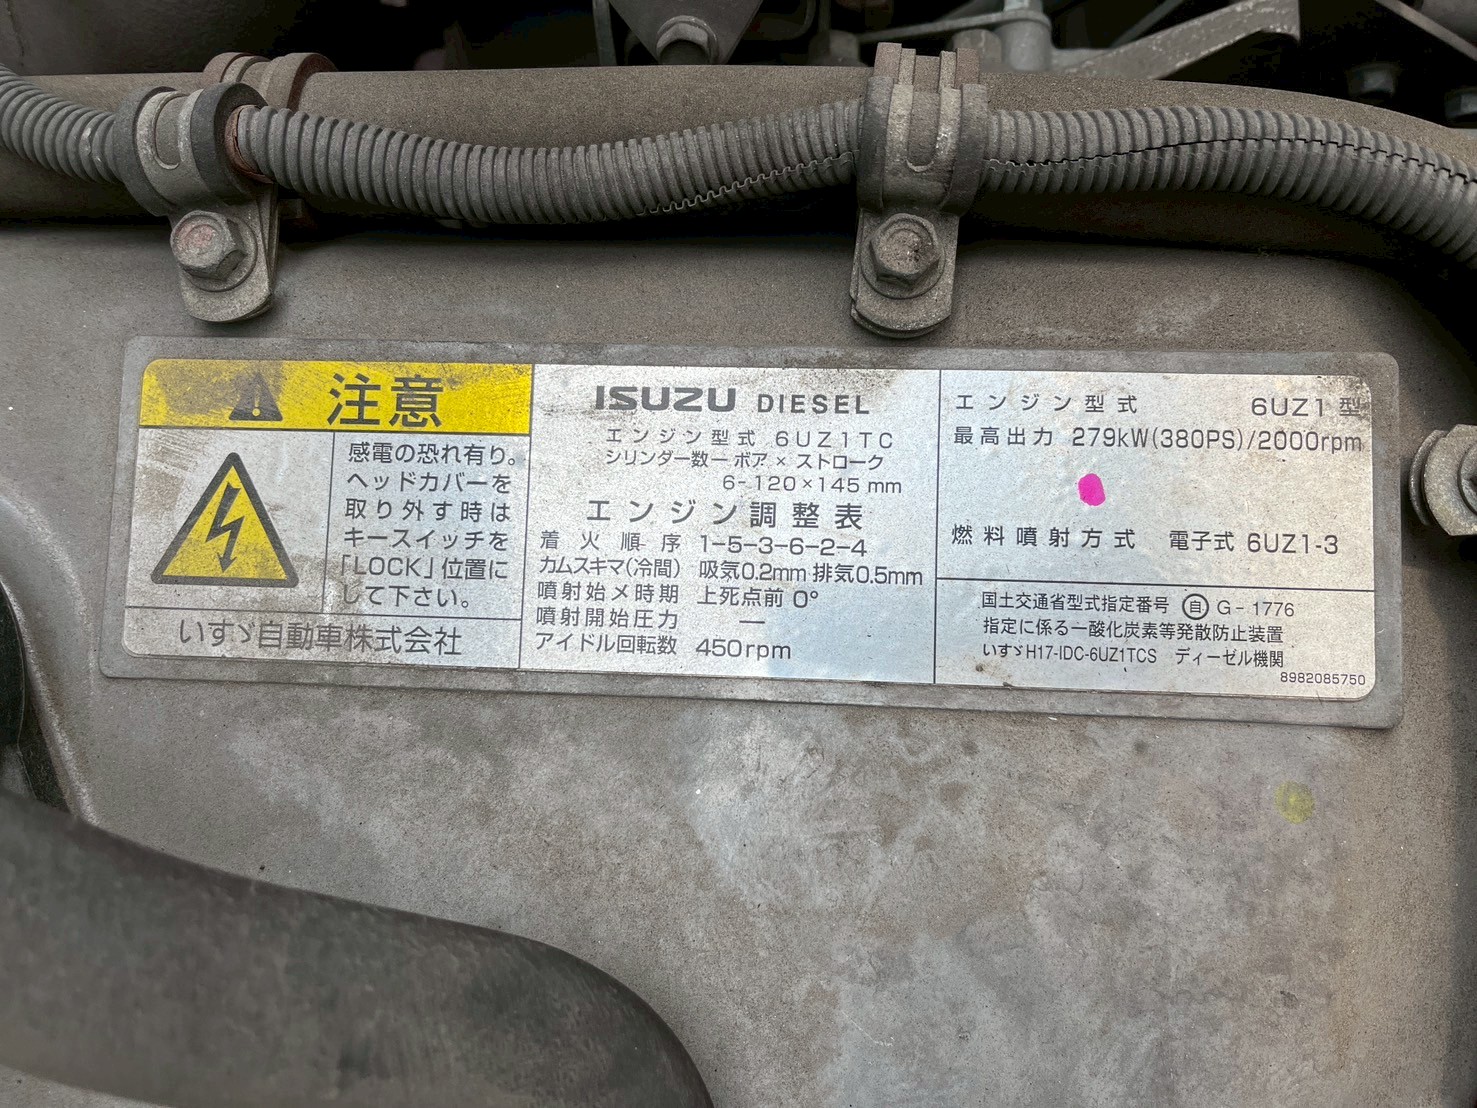 注意
感電の恐れ有り。
ヘッドカバーを
取り外す時は
キースイッチを
「LOCK」位置に
して下さい。
いすゞ自動車株式会社
ISUZU DIESEL
エンジン型式 6UZ1TC
シリンダー数ーボア×ストローク
6-120×145mm
エンジン調整表
着火順序 1-5-3-6-2-4
カムスキマ(冷間) 吸気0.2mm 排気0.5mm
噴射始メ時期 上死点前 0°
噴射開始圧力 ―
アイドル回転数 450rpm
エンジン型式 6UZ1型
最高出力 279kW(380PS)/2000rpm
燃料噴射方式 電子式 6UZ1-3
国土交通省型式指定番号 ㊀自 G-1776
指定に係る一酸化炭素等発散防止装置
いすゞH17-IDC-6UZ1TCS ディーゼル機関
8982085750